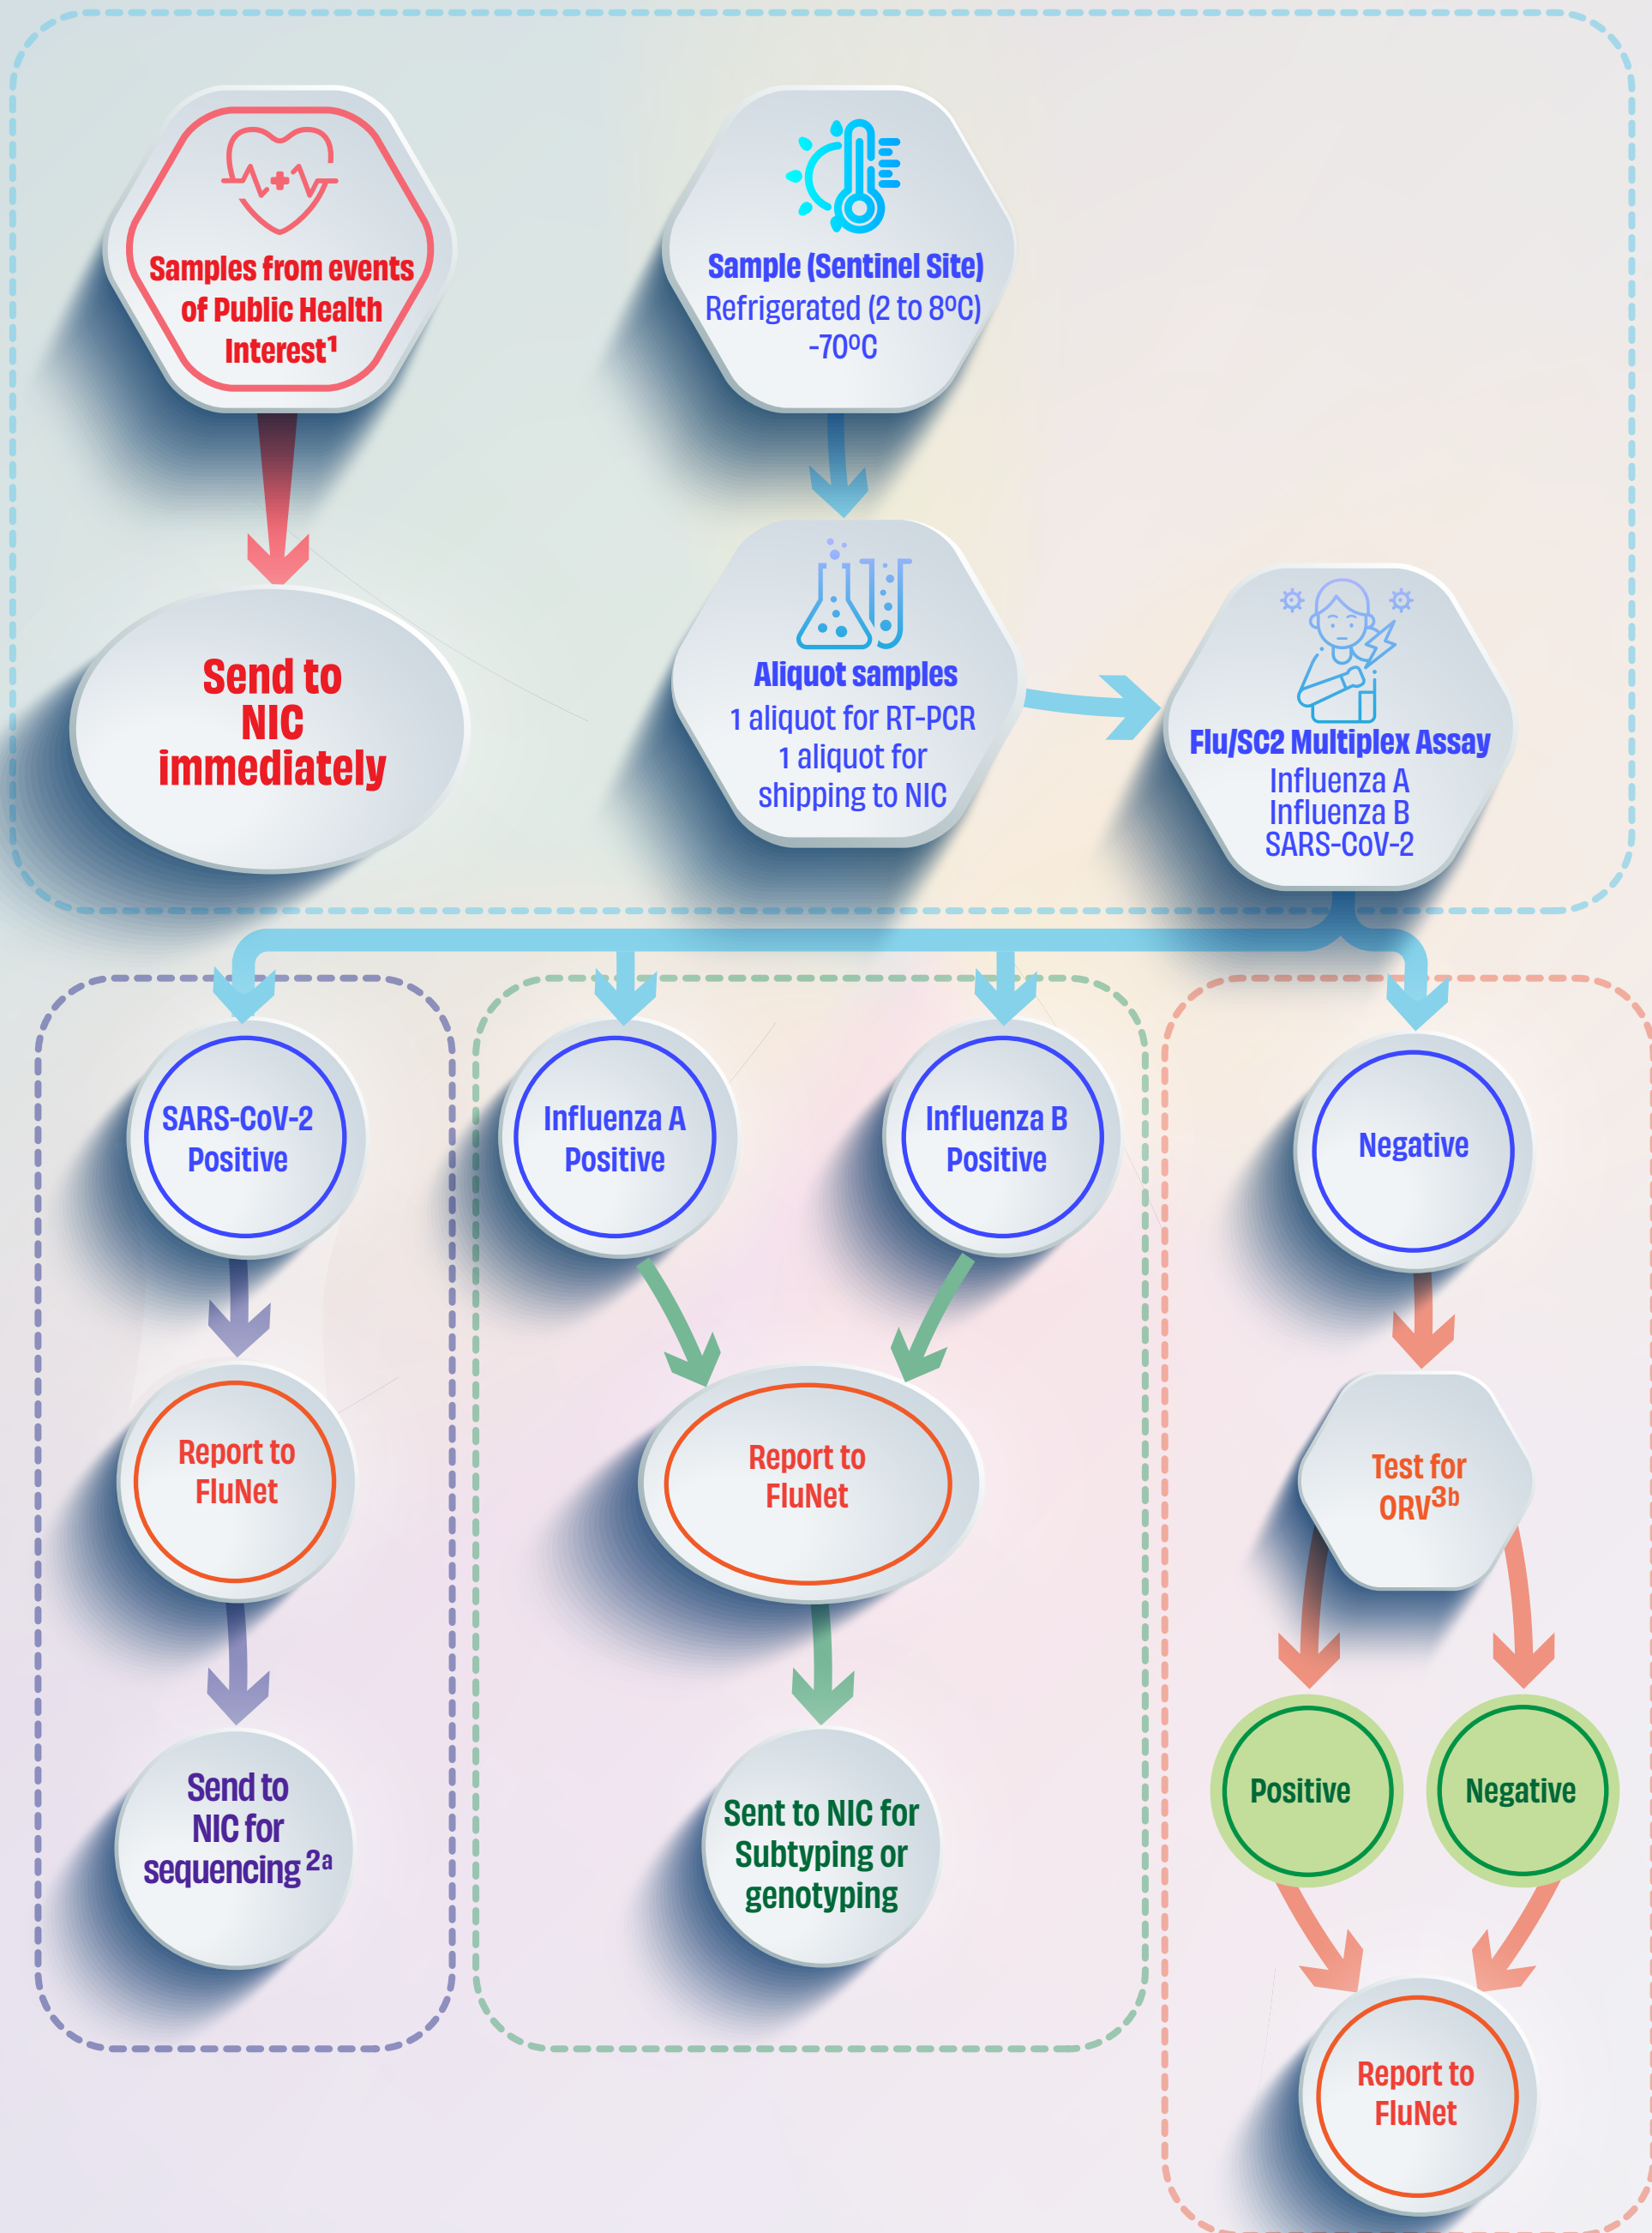 Samples from events
of Public Health
Interest¹
Sample (Sentinel Site)
Refrigerated (2 to 8ºC)
-70ºC
Send to
NIC
immediately
Aliquot samples
1 aliquot for RT-PCR
1 aliquot for
shipping to NIC
Flu/SC2 Multiplex Assay
Influenza A
Influenza B
SARS-CoV-2
SARS-CoV-2
Positive
Influenza A
Positive
Influenza B
Positive
Negative
Report to
FluNet
Report to
FluNet
Test for
ORV³ᵇ
Send to
NIC for
sequencing ²ᵃ
Sent to NIC for
Subtyping or
genotyping
Positive
Negative
Report to
FluNet